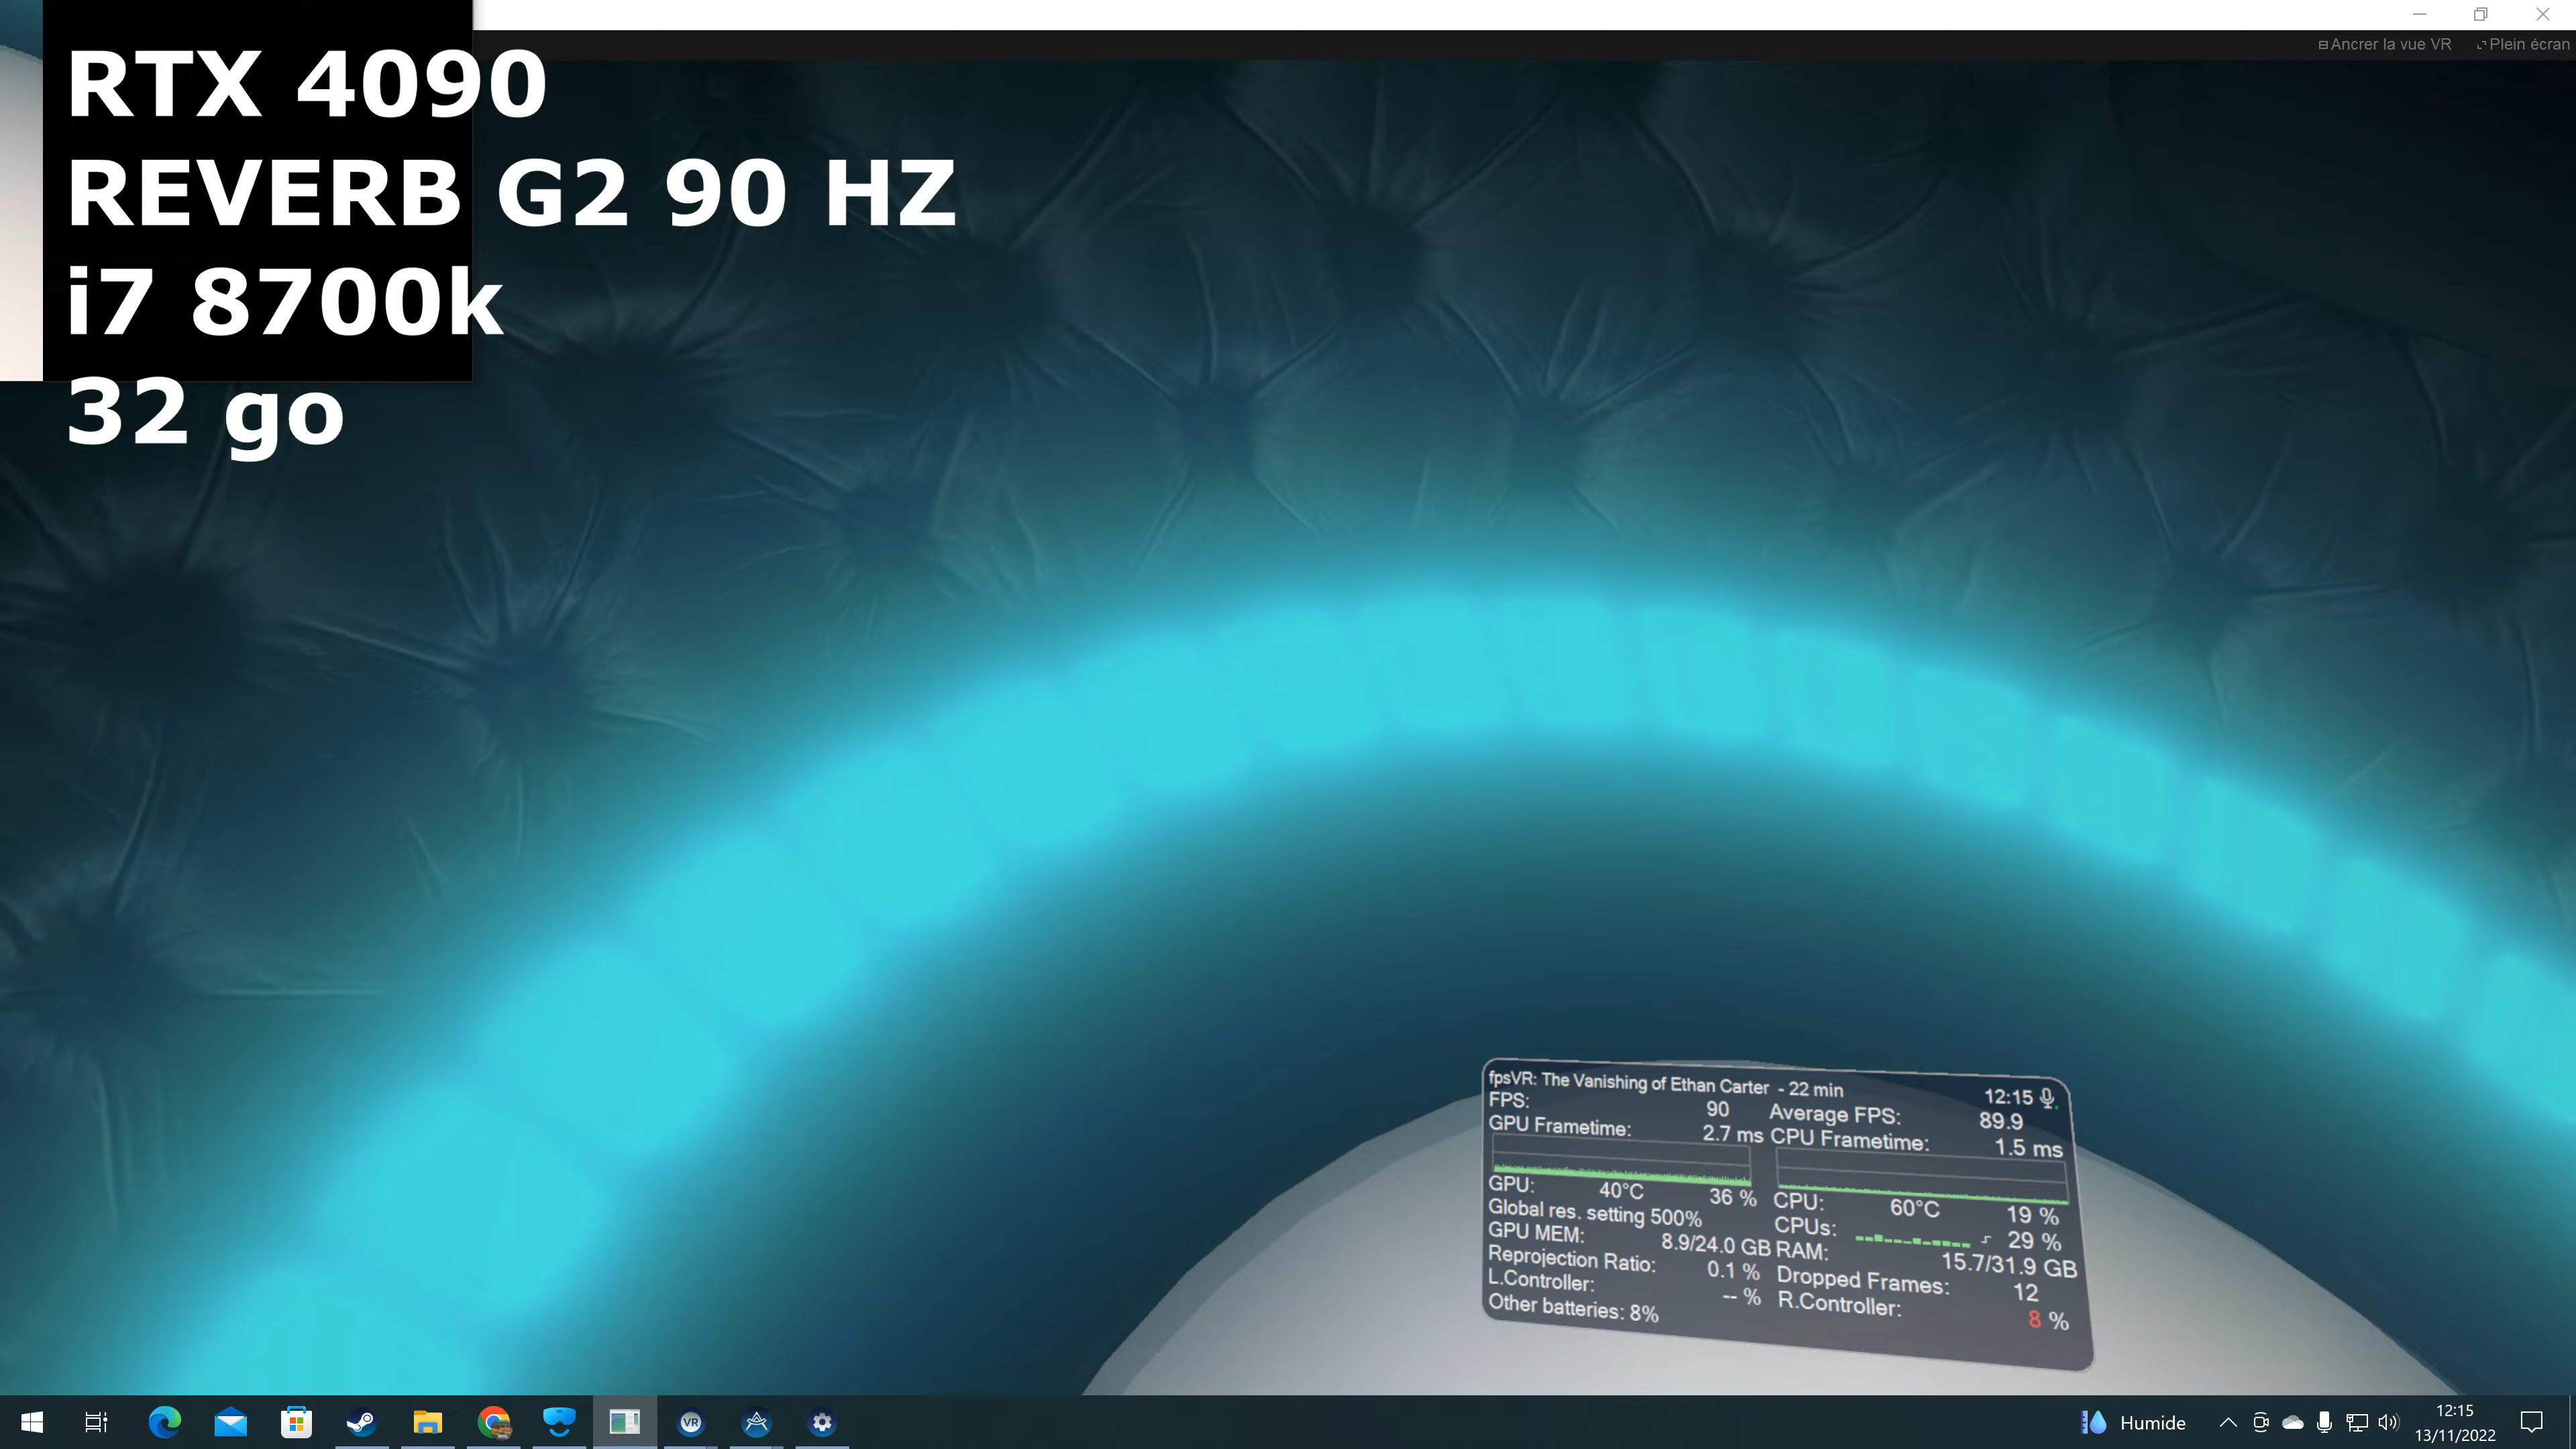 Ancrer la vue VR Plein écran
RTX 4090
REVERB G2 90 HZ
i7 8700k
32 go
fpsVR: The Vanishing of Ethan Carter - 22 min 12:15
FPS: 90 Average FPS: 89.9
GPU Frametime: 2.7 ms CPU Frametime: 1.5 ms
GPU: 40°C 36 % CPU: 60°C 19 %
Global res. setting 500% CPUs: 29 %
GPU MEM: 8.9/24.0 GB RAM: 15.7/31.9 GB
Reprojection Ratio: 0.1 % Dropped Frames: 12
L.Controller: -- % R.Controller: 8 %
Other batteries: 8%
VR
Humide
12:15
13/11/2022